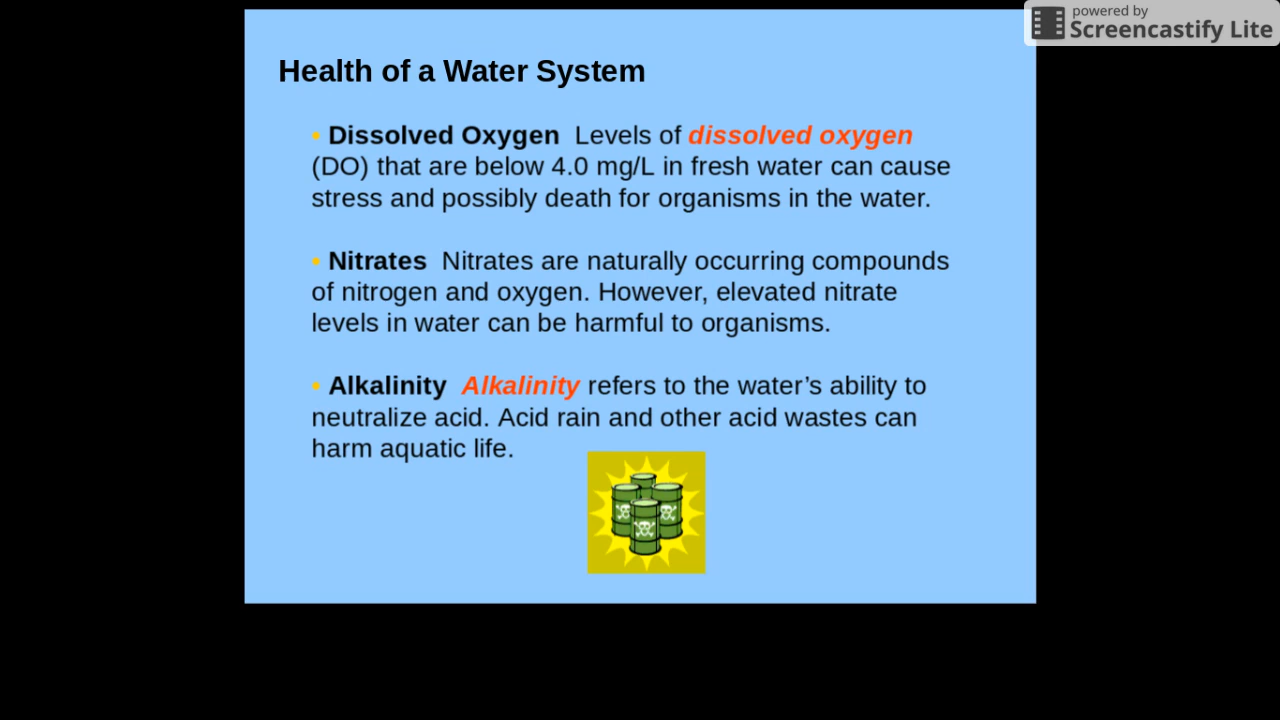 powered by
Screencastify Lite
Health of a Water System
• Dissolved Oxygen Levels of dissolved oxygen
(DO) that are below 4.0 mg/L in fresh water can cause
stress and possibly death for organisms in the water.
• Nitrates Nitrates are naturally occurring compounds
of nitrogen and oxygen. However, elevated nitrate
levels in water can be harmful to organisms.
• Alkalinity Alkalinity refers to the water’s ability to
neutralize acid. Acid rain and other acid wastes can
harm aquatic life.